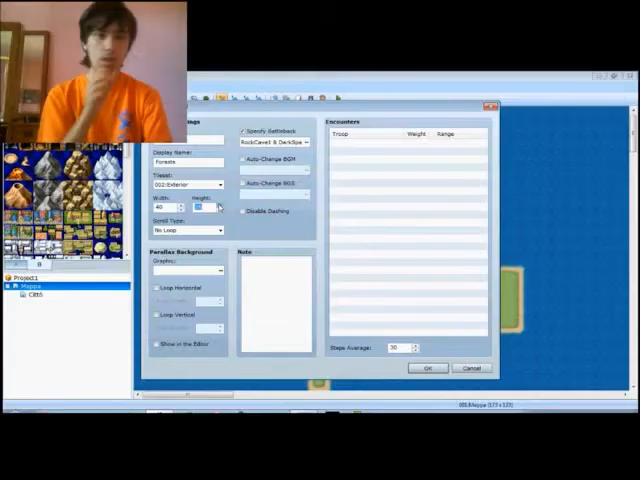 Encounters
Specify Battleback
Troop Weight Range
Display Name:
RockCave1 & DarkSpa
Foreste
Auto-Change BGM
Tileset:
002:Exterior
Auto-Change BGS
Width: Height:
40
Disable Dashing
Scroll Type:
No Loop
Parallax Background
Note
Graphic:
B
Project1
Mappa
Loop Horizontal
Loop Vertical
Show in the Editor
Steps Average: 30
OK Cancel